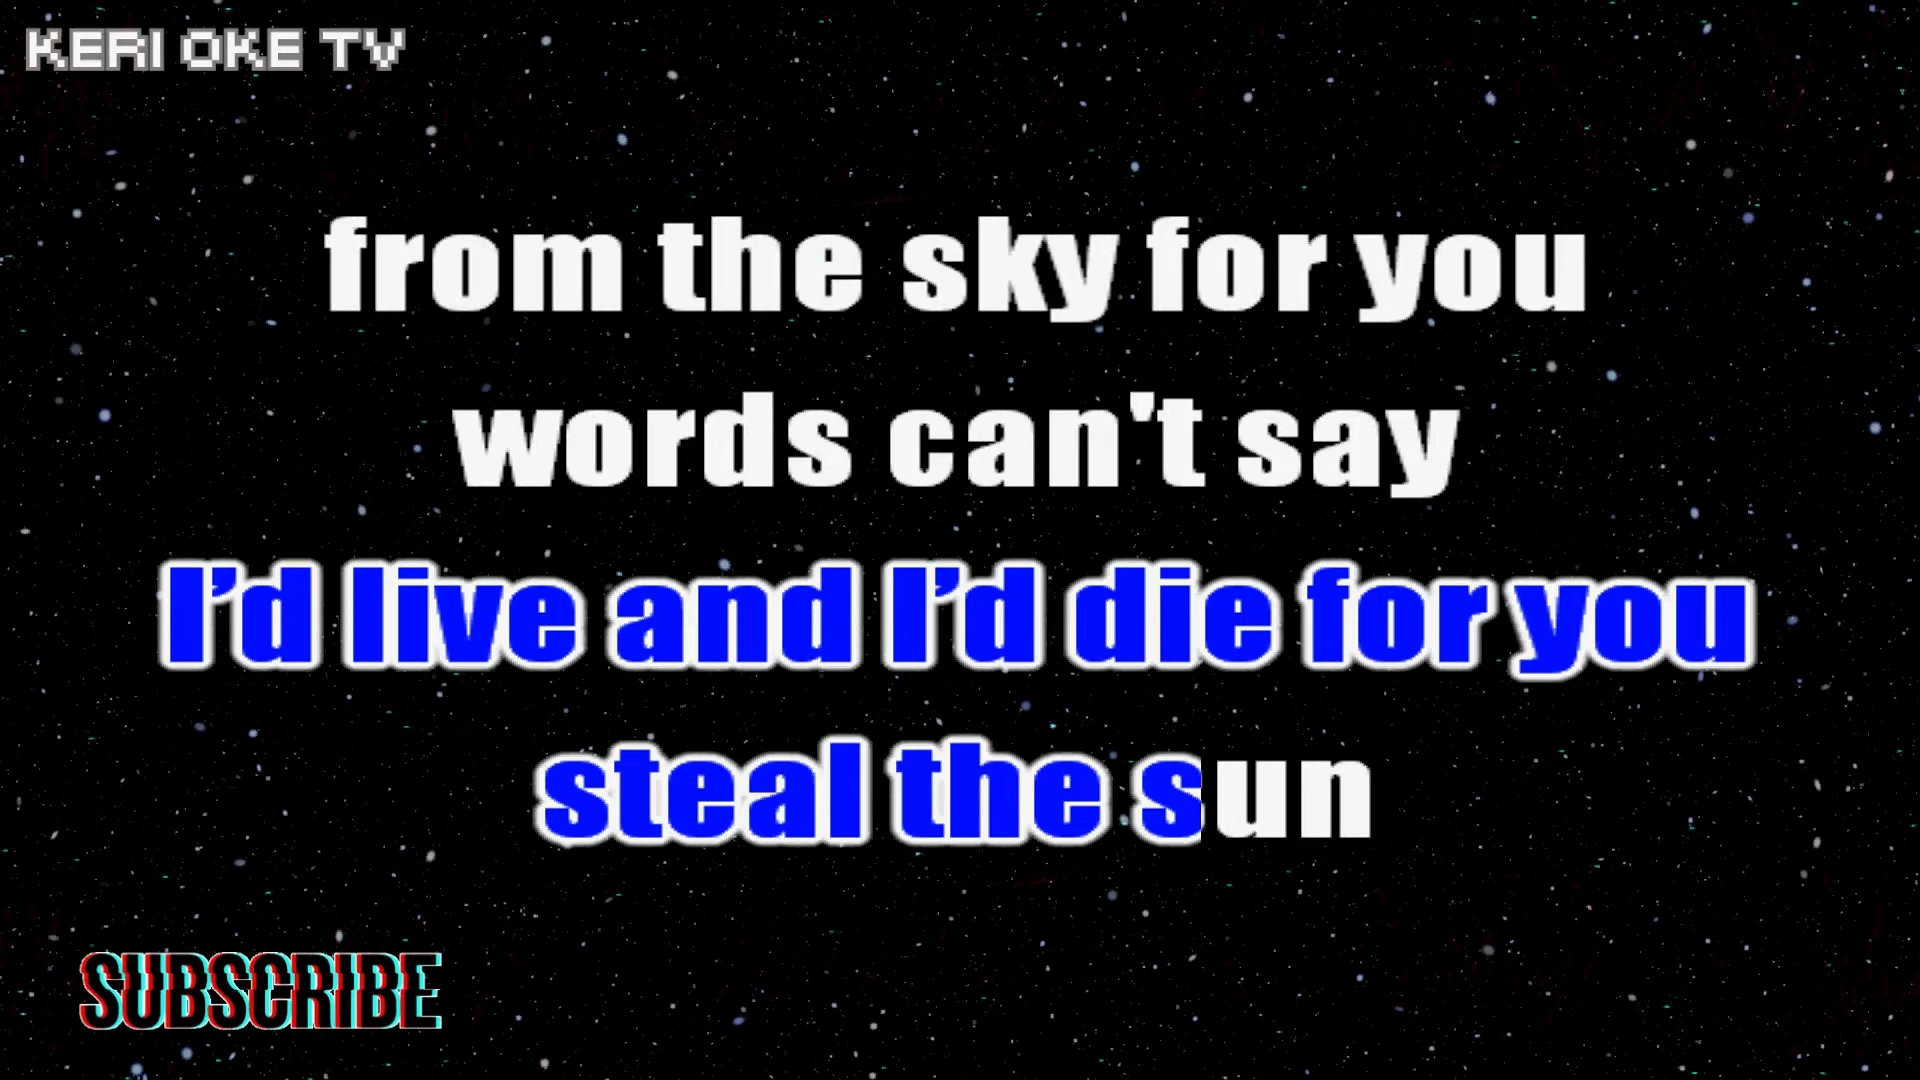 KERI OKE TV
from the sky for you
words can't say
I’d live and I’d die for you
steal the sun
SUBSCRIBE